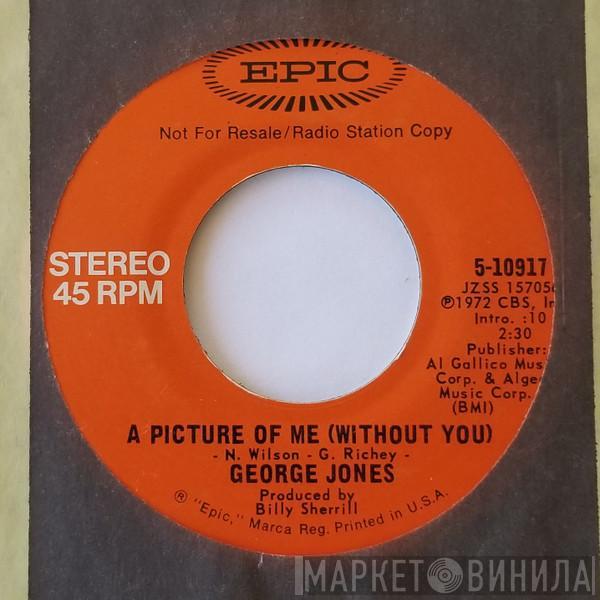 EPIC
Not For Resale/Radio Station Copy
STEREO
45 RPM
5-10917
JZSS 15705
℗1972 CBS, In
Intro. :10
2:30
Publisher:
Al Gallico Mus
Corp. & Alge
Music Corp.
(BMI)
A PICTURE OF ME (WITHOUT YOU)
- N. Wilson - G. Richey -
GEORGE JONES
Produced by
Billy Sherrill
® "Epic," Marca Reg. Printed in U.S.A.
МАРКЕТ ВИНИЛА